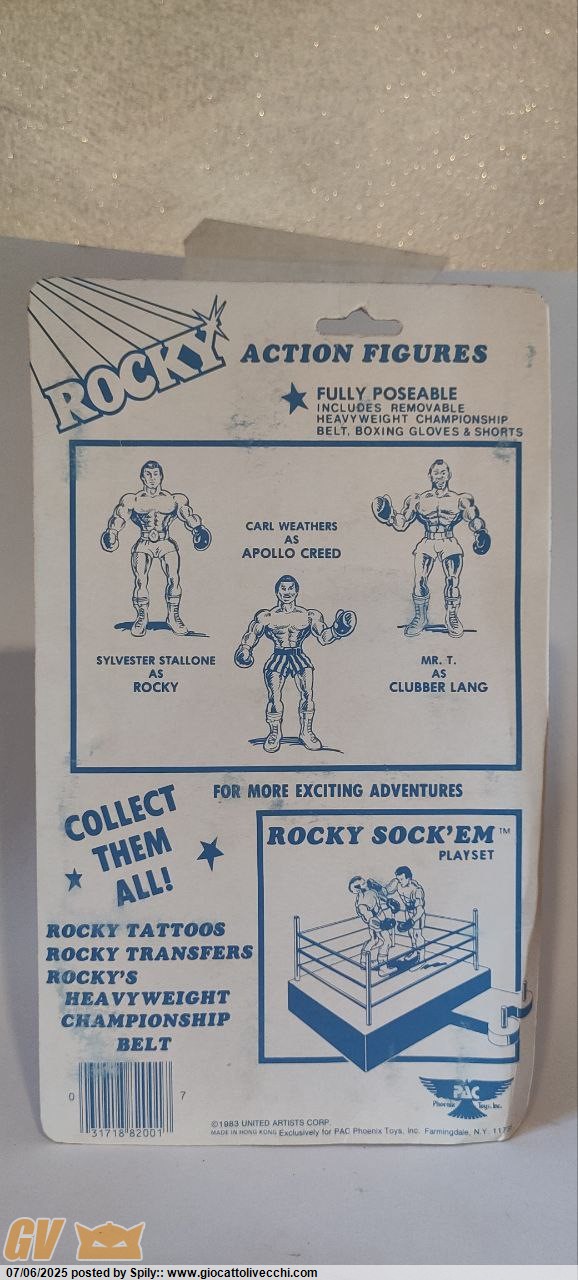 ROCKY
ACTION FIGURES
FULLY POSEABLE
INCLUDES REMOVABLE
HEAVYWEIGHT CHAMPIONSHIP
BELT, BOXING GLOVES & SHORTS
CARL WEATHERS
AS
APOLLO CREED
SYLVESTER STALLONE
AS
ROCKY
MR. T.
AS
CLUBBER LANG
COLLECT
THEM
ALL!
FOR MORE EXCITING ADVENTURES
ROCKY SOCK'EM™
PLAYSET
ROCKY TATTOOS
ROCKY TRANSFERS
ROCKY'S
HEAVYWEIGHT
CHAMPIONSHIP
BELT
0 31718 82001 7
PAC
Phoenix Toys, Inc.
©1983 UNITED ARTISTS CORP.
MADE IN HONG KONG Exclusively for PAC Phoenix Toys, Inc. Farmingdale, N.Y.
GV
07/06/2025 posted by Spily:: www.giocattolivecchi.com